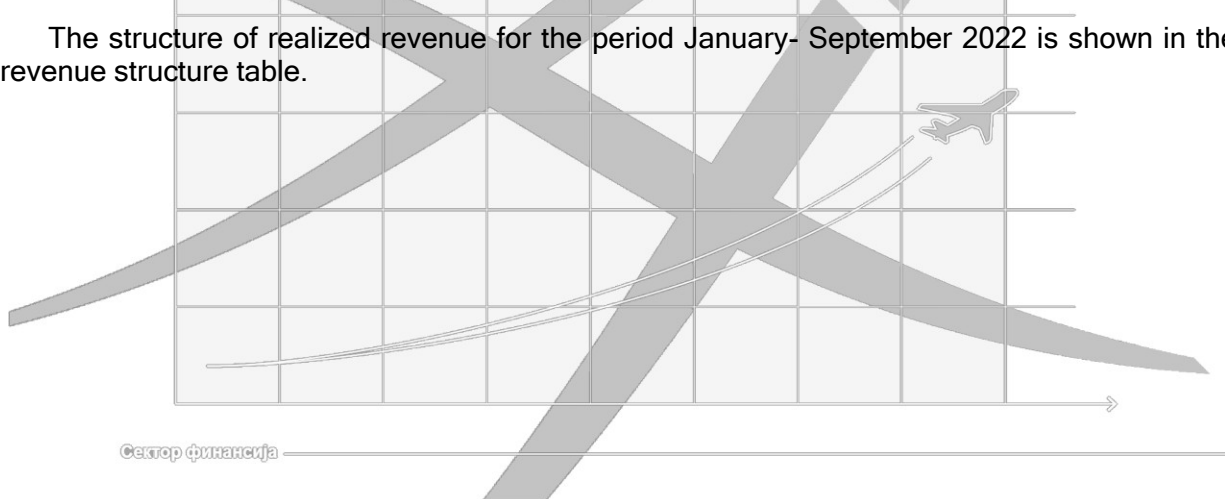 The structure of realized revenue for the period January- September 2022 is shown in the
revenue structure table.
Сектор финансија